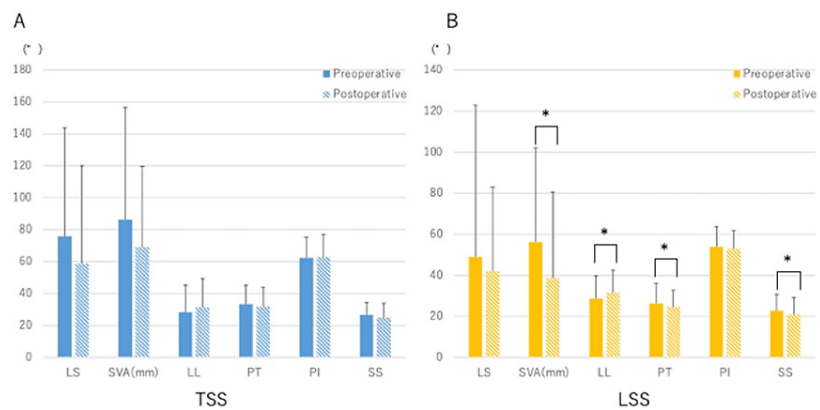 A
(° )
180
160
140
120
100
80
60
40
20
0
Preoperative
Postoperative
LS SVA(mm) LL PT PI SS
TSS
B
(° )
140
120
100
80
60
40
20
0
Preoperative
Postoperative
*
*
*
*
LS SVA(mm) LL PT PI SS
LSS